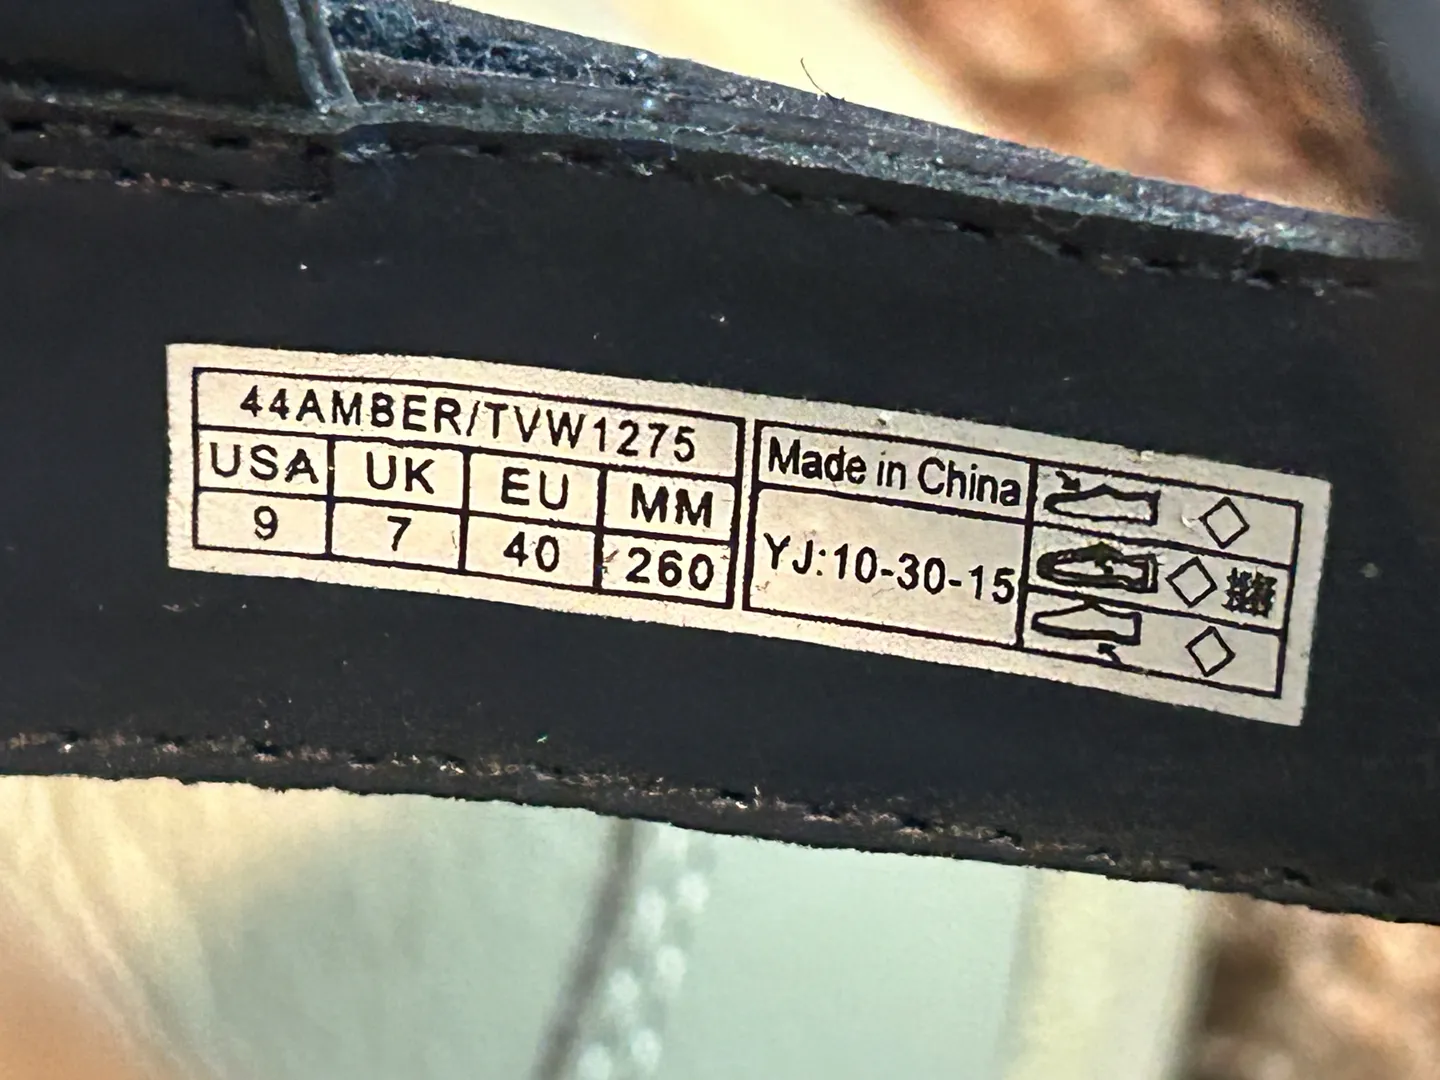 44AMBER/TVW1275
USA UK EU MM
9 7 40 260
Made in China
YJ:10-30-15